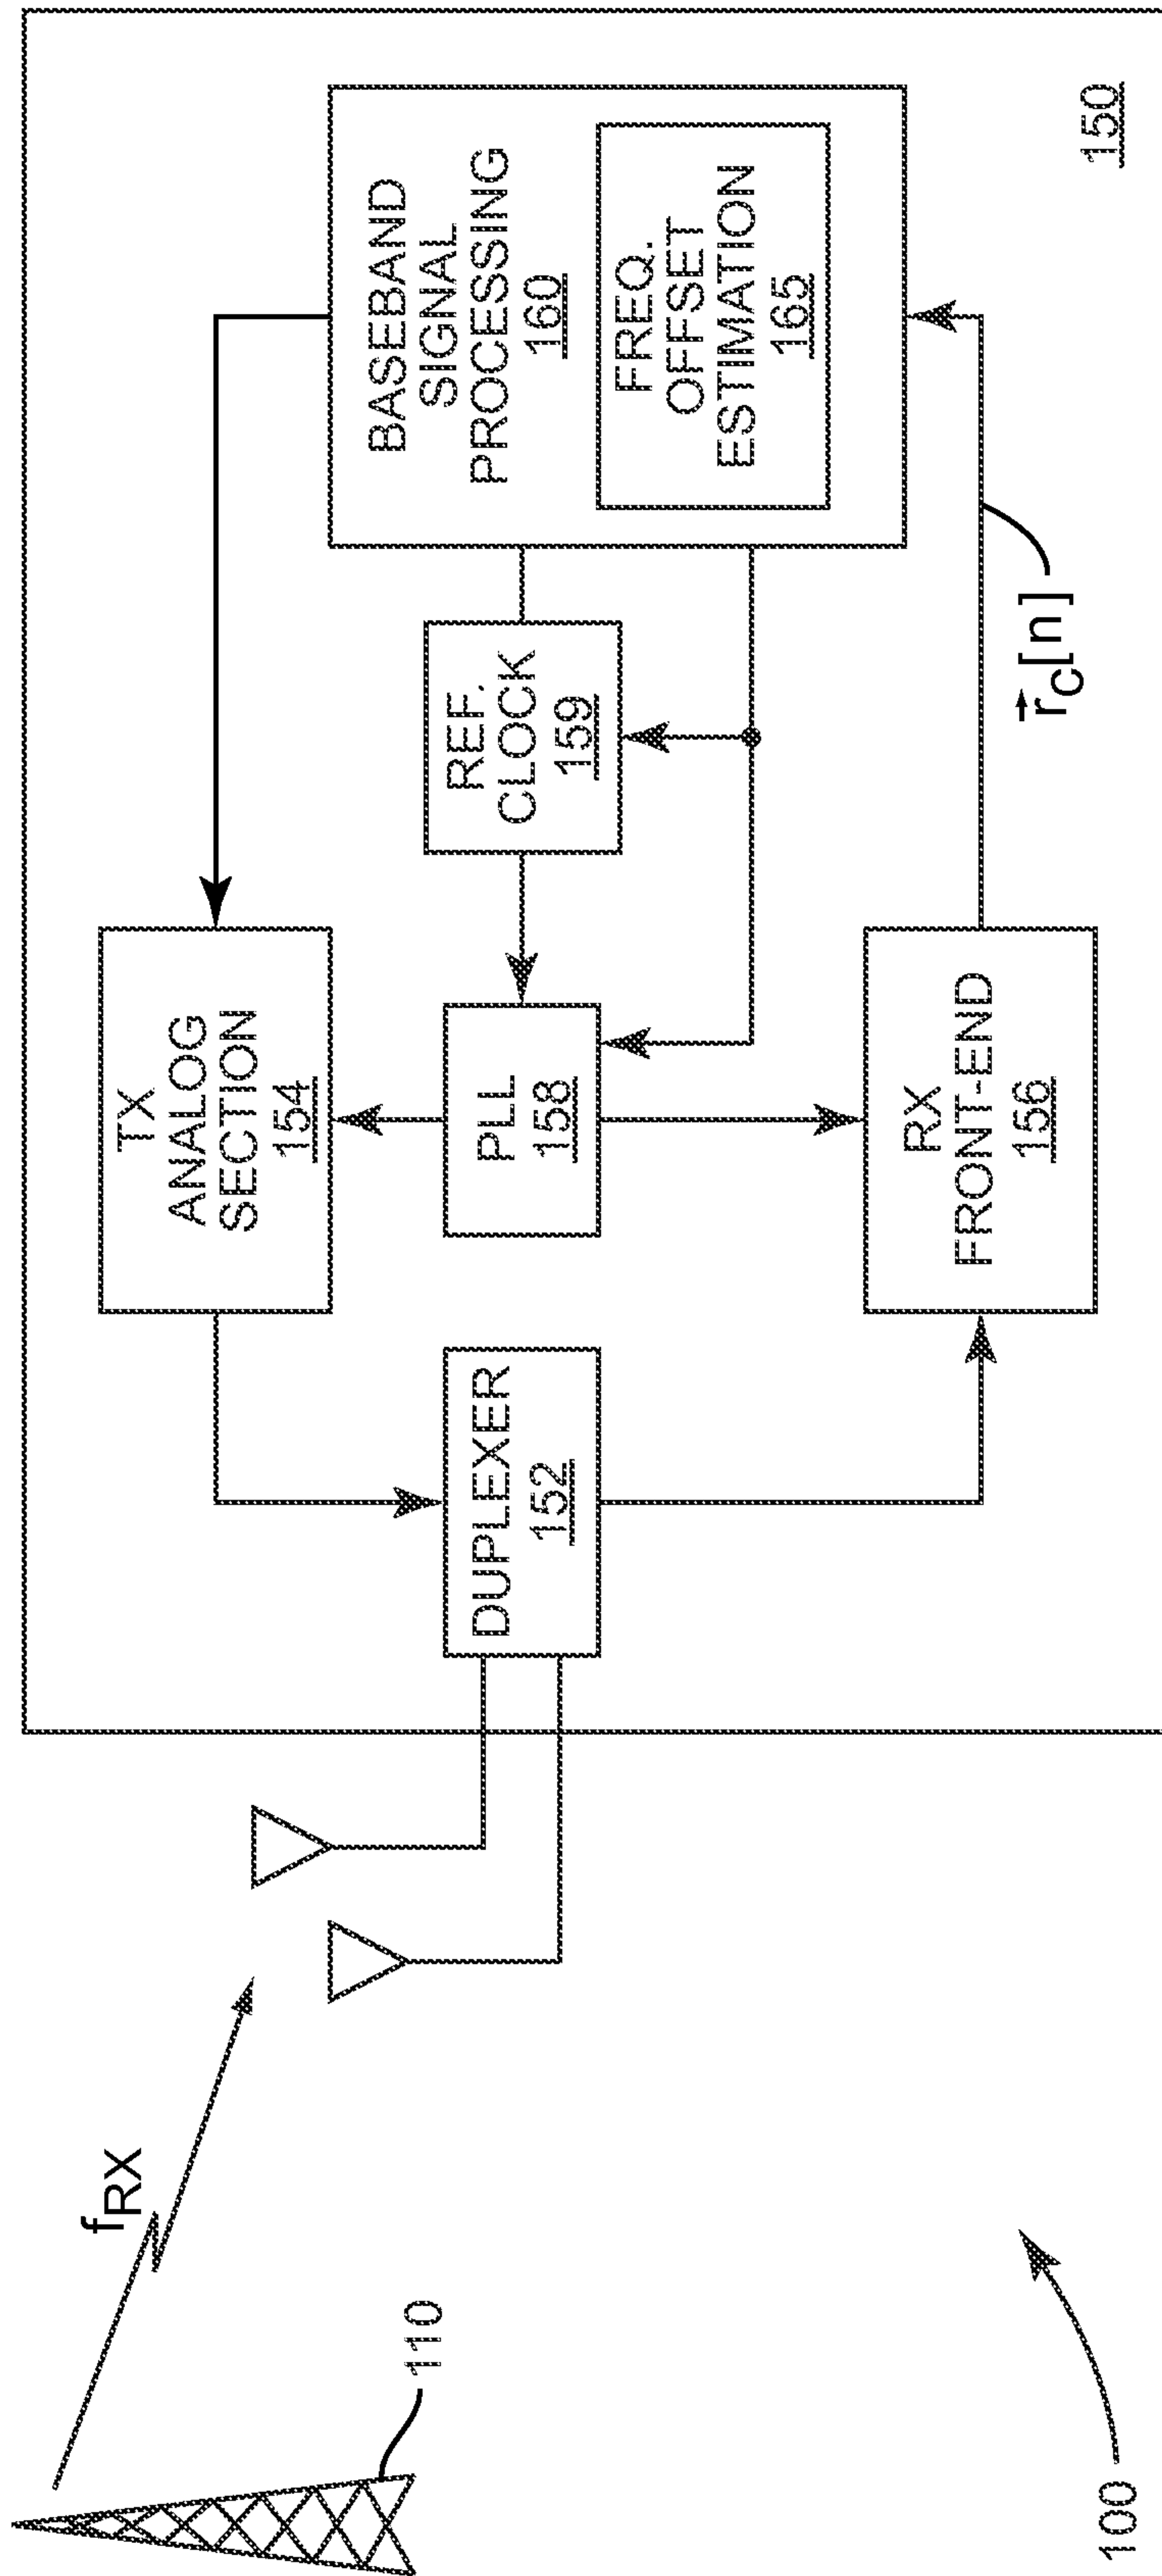 110
f RX
100
DUPLEXER
152
TX
ANALOG
SECTION
154
PLL
158
RX
FRONT-END
156
REF.
CLOCK
159
BASEBAND
SIGNAL
PROCESSING
160
FREQ.
OFFSET
ESTIMATION
165
r⃗C[n]
150